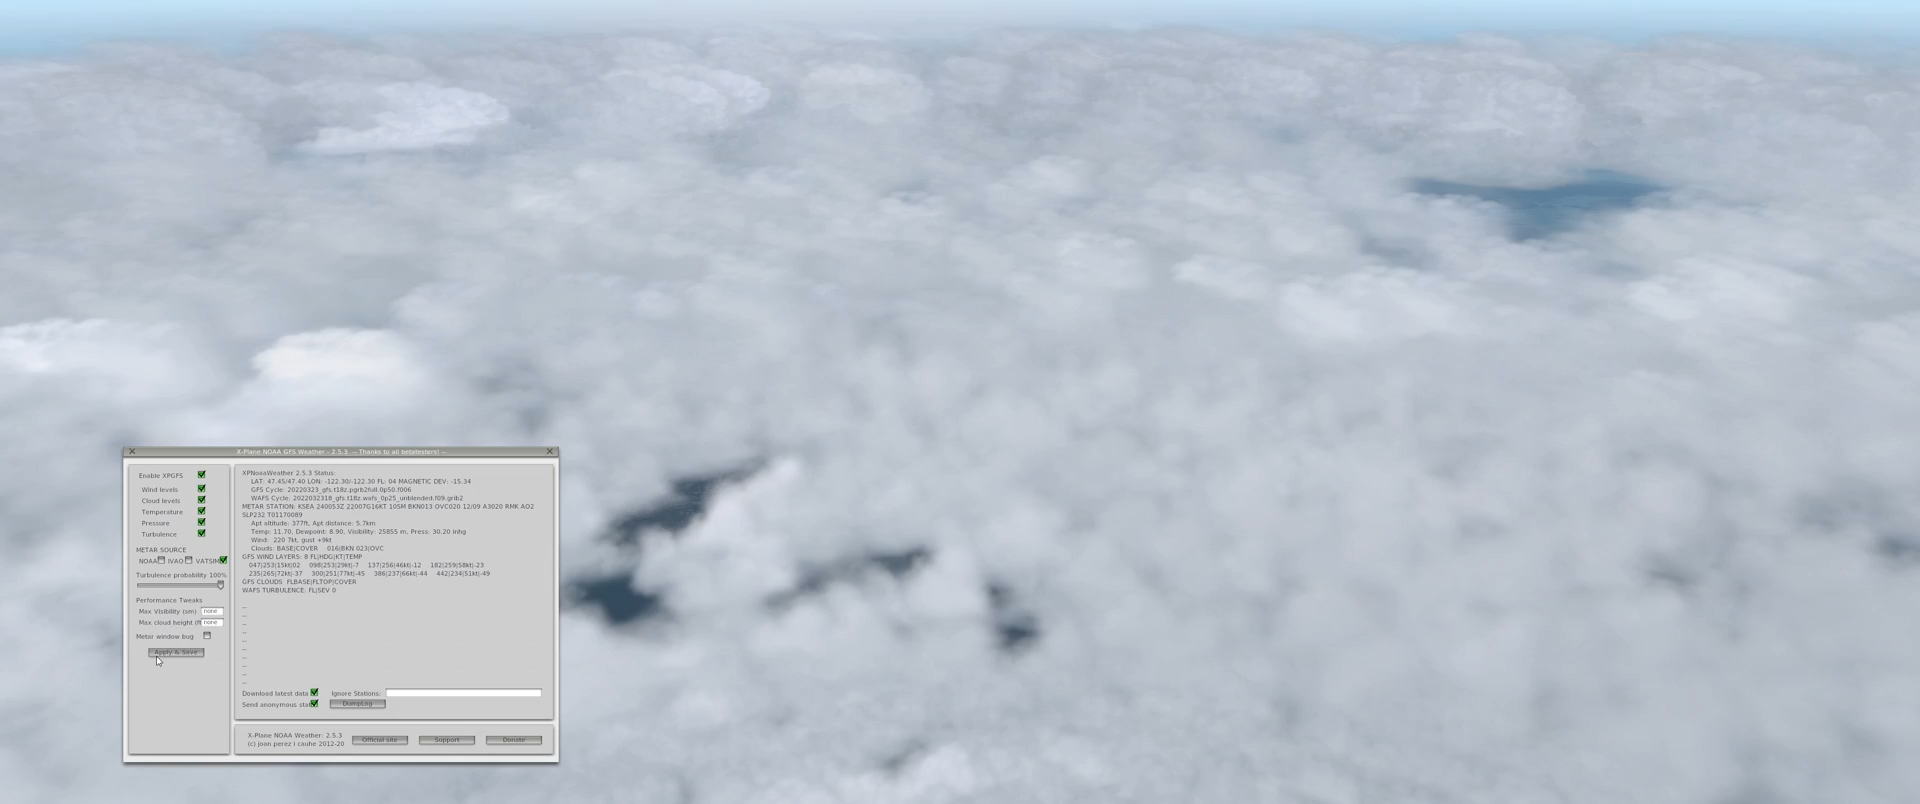 X-Plane NOAA GFS Weather - 2.5.3 -- Thanks to all betatesters! --
Enable XPGFS
Wind levels
Cloud levels
Temperature
Pressure
Turbulence
METAR SOURCE
NOAA IVAO VATSIM
Turbulence probability 100%
Performance Tweaks
Max Visibility (sm) none
Max cloud height (ft none
Metar window bug
Apply & Save
XPNoaaWeather 2.5.3 Status:
LAT: 47.45/47.40 LON: -122.30/-122.30 FL: 04 MAGNETIC DEV: -15.34
GFS Cycle: 20220323_gfs.t18z.pgrb2full.0p50.f006
WAFS Cycle: 2022032318_gfs.t18z.wafs_0p25_unblended.f09.grib2
METAR STATION: KSEA 240053Z 22007G16KT 10SM BKN013 OVC020 12/09 A3020 RMK AO2
SLP232 T01170089
Apt altitude: 377ft, Apt distance: 5.7km
Temp: 11.70, Dewpoint: 8.90, Visibility: 25855 m, Press: 30.20 inhg
Wind: 220 7kt, gust +9kt
Clouds: BASE|COVER 016|BKN 023|OVC
GFS WIND LAYERS: 8 FL|HDG|KT|TEMP
047|253|15kt|02 098|253|29kt|-7 137|256|46kt|-12 182|259|58kt|-23
235|265|72kt|-37 300|251|77kt|-45 386|237|66kt|-44 442|234|51kt|-49
GFS CLOUDS FLBASE|FLTOP|COVER
WAFS TURBULENCE: FL|SEV 0
--
--
--
--
--
--
--
--
--
--
Download latest data Ignore Stations:
Send anonymous stat DumpLog
X-Plane NOAA Weather: 2.5.3
(c) joan perez i cauhe 2012-20
Official site Support Donate